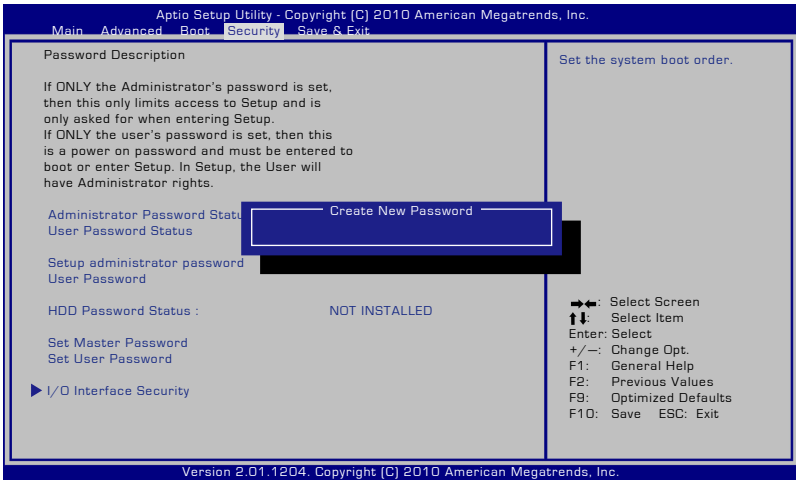 Aptio Setup Utility - Copyright (C) 2010 American Megatrends, Inc.
Main Advanced Boot Security Save & Exit
Password Description
If ONLY the Administrator's password is set,
then this only limits access to Setup and is
only asked for when entering Setup.
If ONLY the user's password is set, then this
is a power on password and must be entered to
boot or enter Setup. In Setup, the User will
have Administrator rights.
Administrator Password Statu
User Password Status
Create New Password
Setup administrator password
User Password
HDD Password Status : NOT INSTALLED
Set Master Password
Set User Password
I/O Interface Security
Set the system boot order.
→←: Select Screen
↑↓: Select Item
Enter: Select
+/—: Change Opt.
F1: General Help
F2: Previous Values
F9: Optimized Defaults
F10: Save ESC: Exit
Version 2.01.1204. Copyright (C) 2010 American Megatrends, Inc.